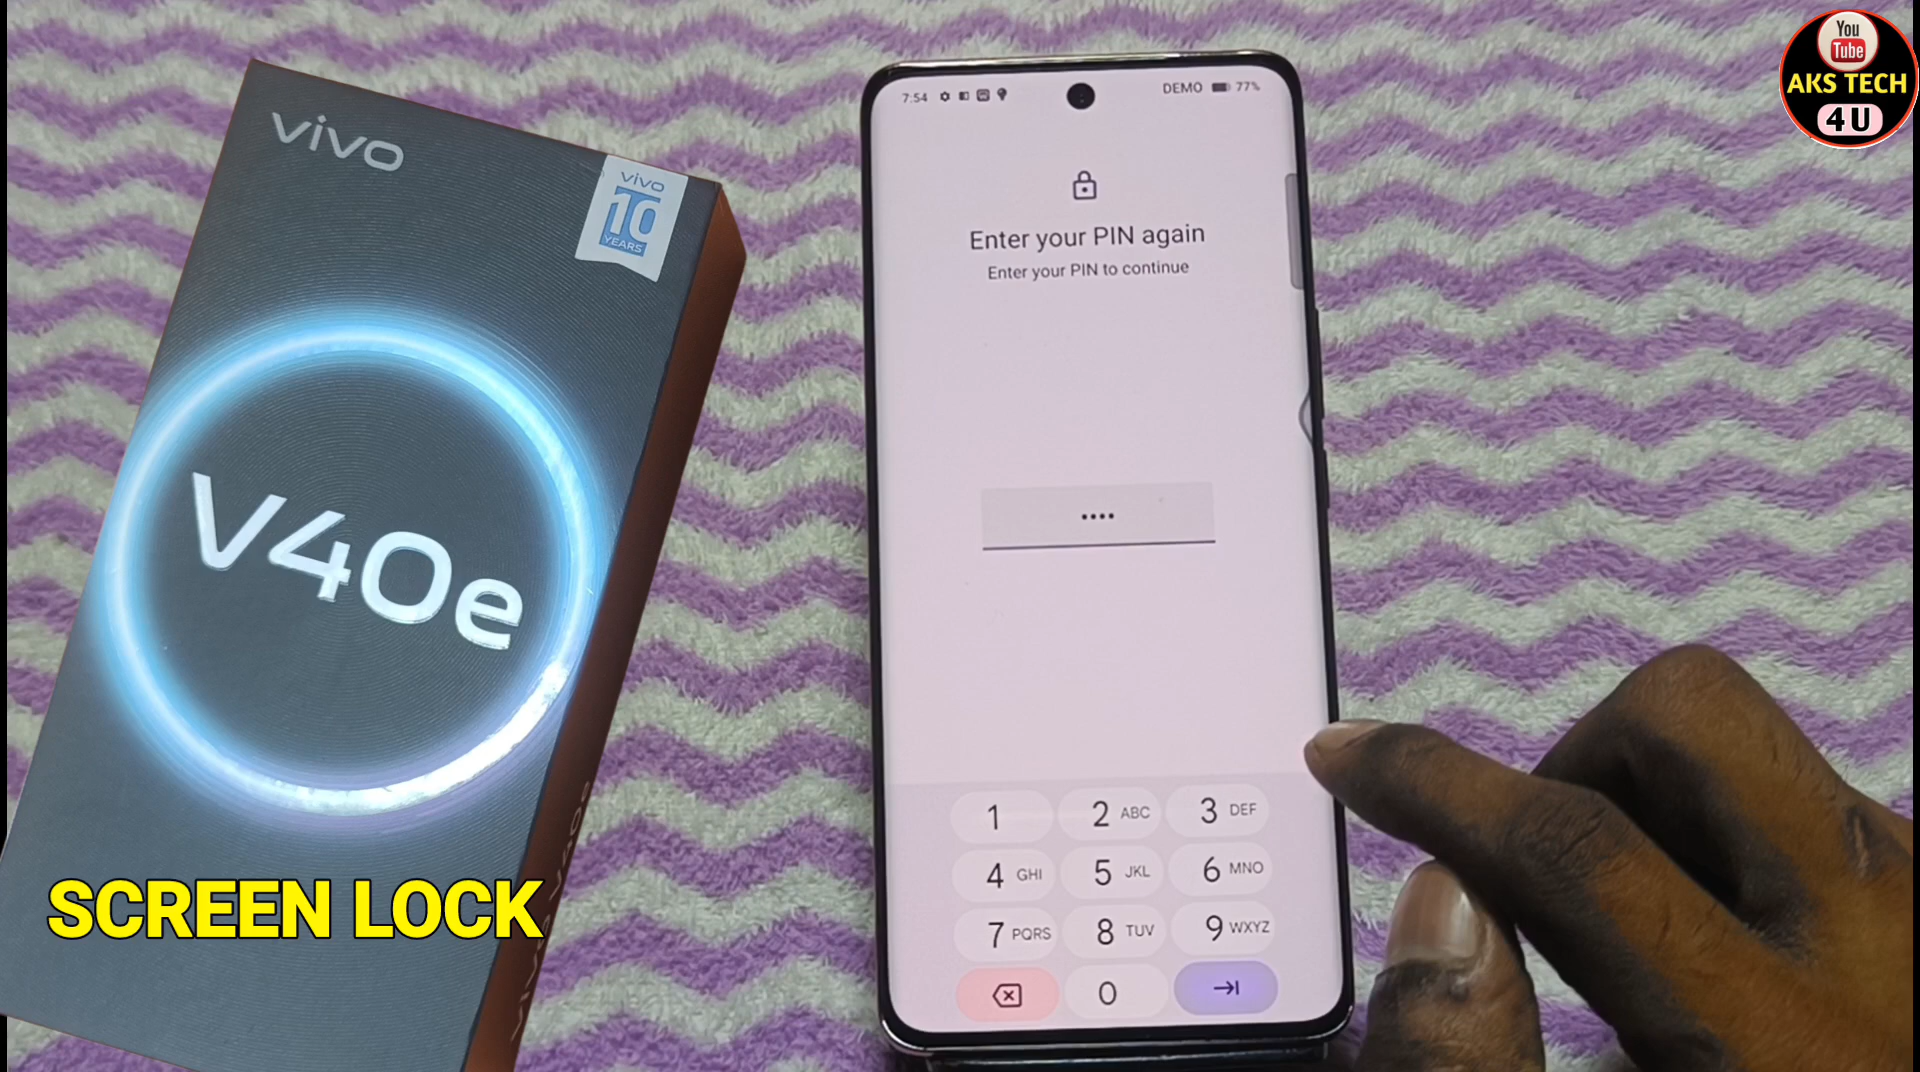 vivo
vivo
10
YEARS
V40e
SCREEN LOCK
7:54
DEMO 77%
Enter your PIN again
Enter your PIN to continue
••••
1
2 ABC
3 DEF
4 GHI
5 JKL
6 MNO
7 PQRS
8 TUV
9 WXYZ
0
You
Tube
AKS TECH
4 U